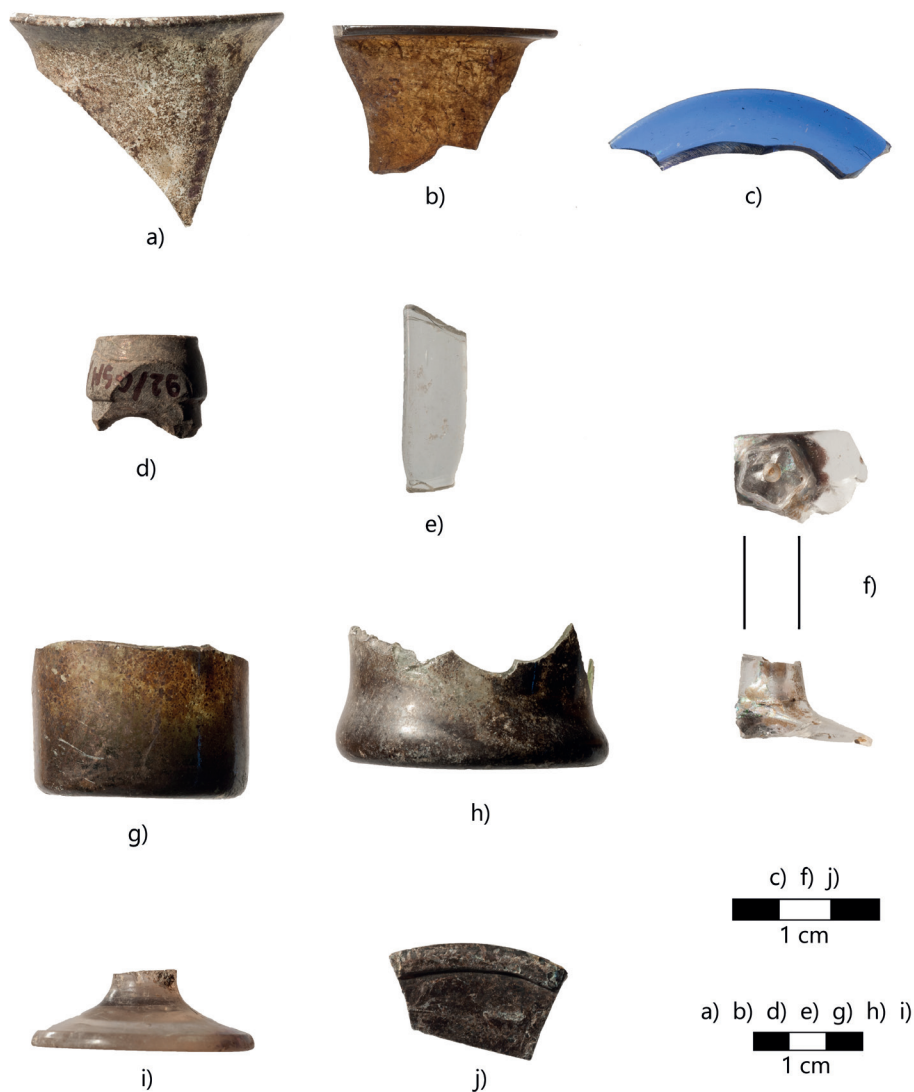 a)
b)
c)
d)
e)
f)
g)
h)
i)
j)
c) f) j)
1 cm
a) b) d) e) g) h) i)
1 cm